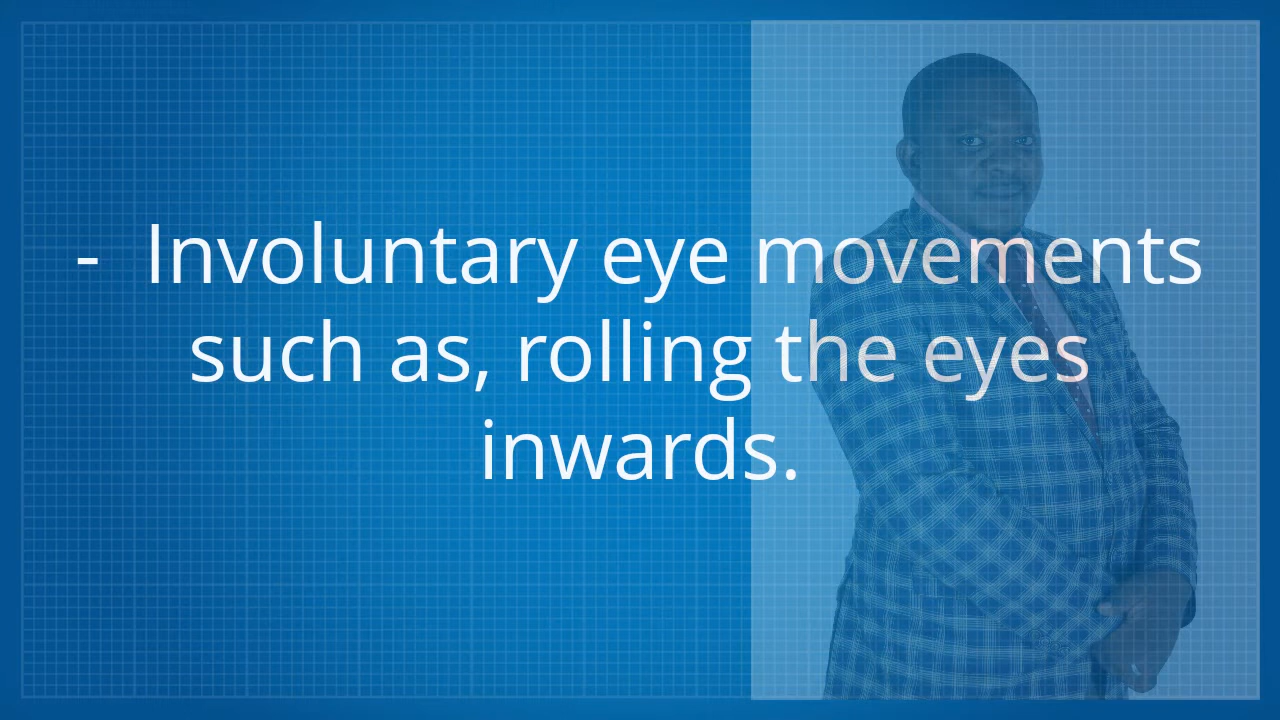 - Involuntary eye movements
such as, rolling the eyes
inwards.